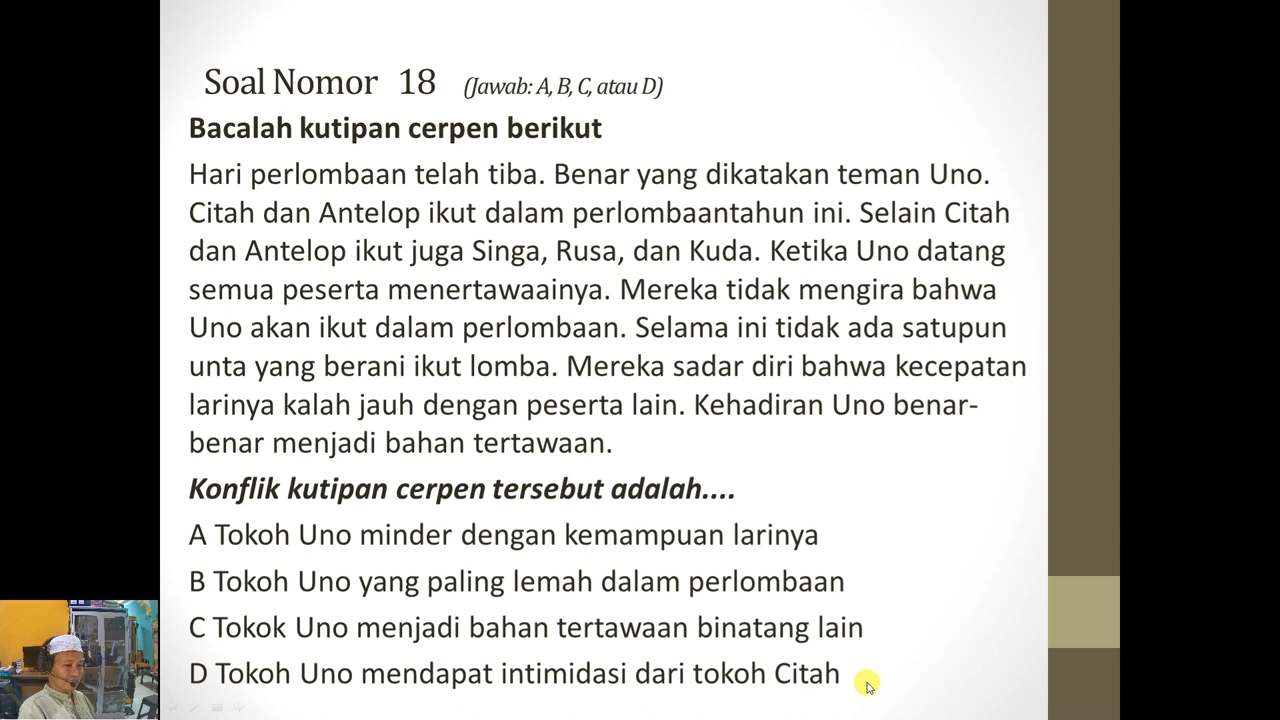 Soal Nomor 18 (Jawab: A, B, C, atau D)
Bacalah kutipan cerpen berikut
Hari perlombaan telah tiba. Benar yang dikatakan teman Uno.
Citah dan Antelop ikut dalam perlombaantahun ini. Selain Citah
dan Antelop ikut juga Singa, Rusa, dan Kuda. Ketika Uno datang
semua peserta menertawaainya. Mereka tidak mengira bahwa
Uno akan ikut dalam perlombaan. Selama ini tidak ada satupun
unta yang berani ikut lomba. Mereka sadar diri bahwa kecepatan
larinya kalah jauh dengan peserta lain. Kehadiran Uno benar-
benar menjadi bahan tertawaan.
Konflik kutipan cerpen tersebut adalah....
A Tokoh Uno minder dengan kemampuan larinya
B Tokoh Uno yang paling lemah dalam perlombaan
C Tokok Uno menjadi bahan tertawaan binatang lain
D Tokoh Uno mendapat intimidasi dari tokoh Citah